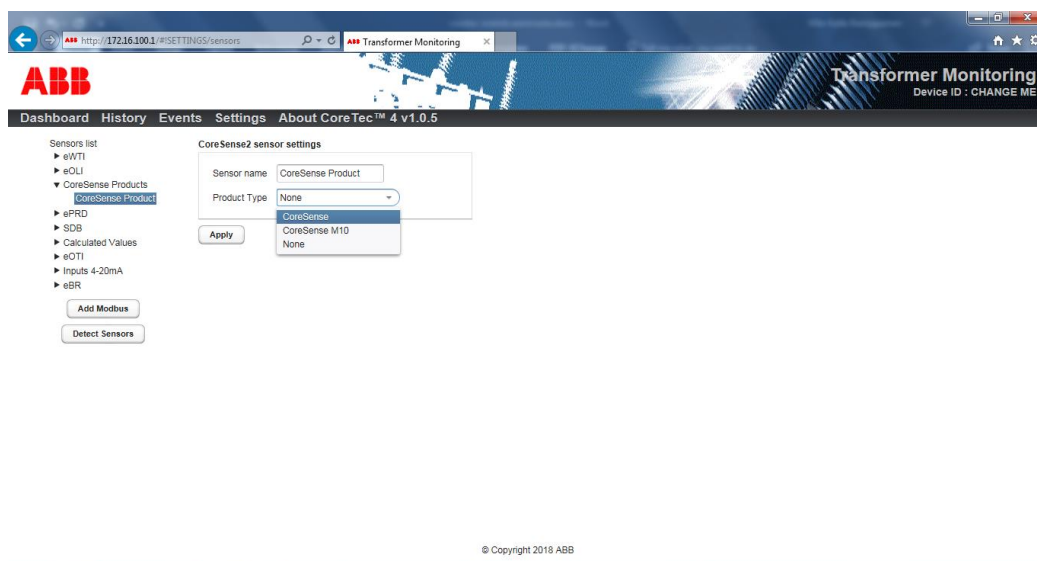 http://172.16.100.1/#!SETTINGS/sensors
ABB Transformer Monitoring
ABB
Transformer Monitoring
Device ID : CHANGE ME
Dashboard History Events Settings About CoreTec™ 4 v1.0.5
Sensors list
eWTI
eOLI
CoreSense Products
CoreSense Product
ePRD
SDB
Calculated Values
eOTI
Inputs 4-20mA
eBR
Add Modbus
Detect Sensors
CoreSense2 sensor settings
Sensor name CoreSense Product
Product Type None
CoreSense
CoreSense M10
None
Apply
© Copyright 2018 ABB